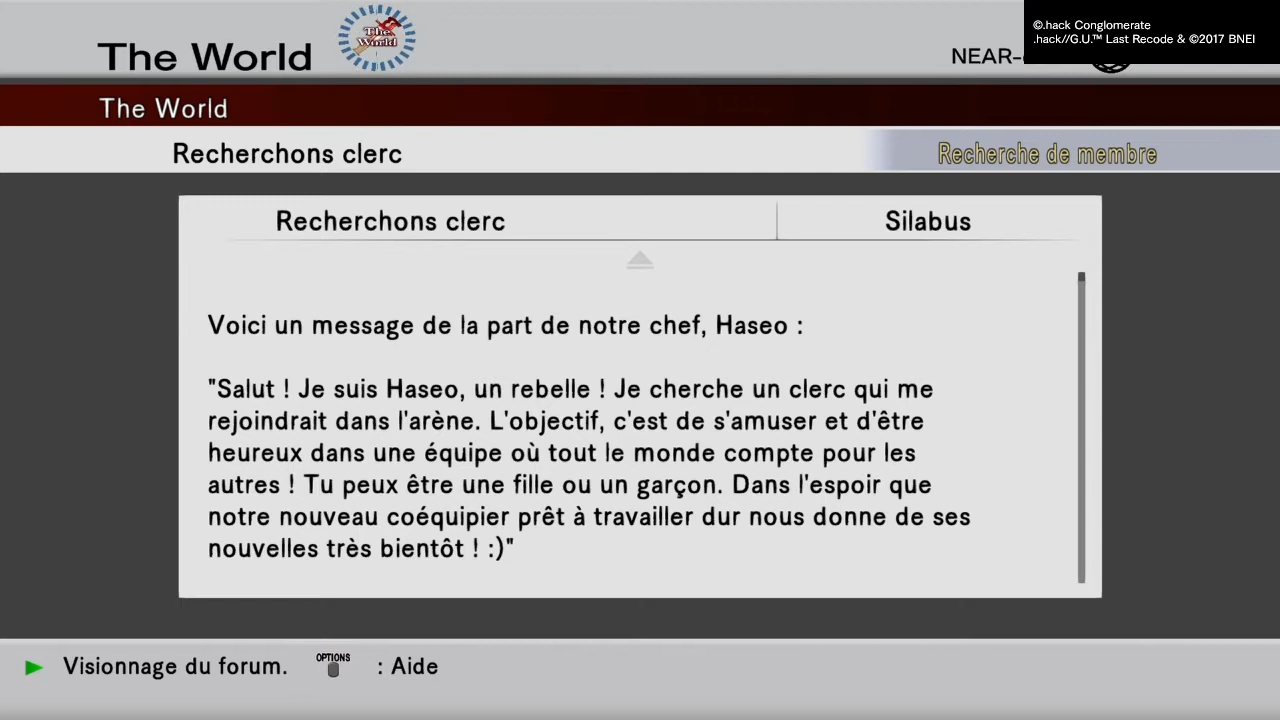 The World
The World
©.hack Conglomerate
.hack//G.U.™ Last Recode & ©2017 BNEI
The World
Recherchons clerc
Recherche de membre
Recherchons clerc
Silabus
Voici un message de la part de notre chef, Haseo :
"Salut ! Je suis Haseo, un rebelle ! Je cherche un clerc qui me
rejoindrait dans l'arène. L'objectif, c'est de s'amuser et d'être
heureux dans une équipe où tout le monde compte pour les
autres ! Tu peux être une fille ou un garçon. Dans l'espoir que
notre nouveau coéquipier prêt à travailler dur nous donne de ses
nouvelles très bientôt ! :)"
Visionnage du forum.
OPTIONS
: Aide